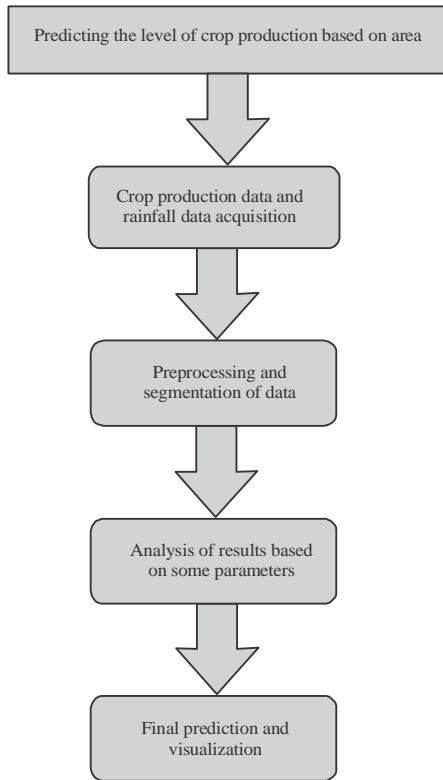 Predicting the level of crop production based on area
Crop production data and
rainfall data acquisition
Preprocessing and
segmentation of data
Analysis of results based
on some parameters
Final prediction and
visualization